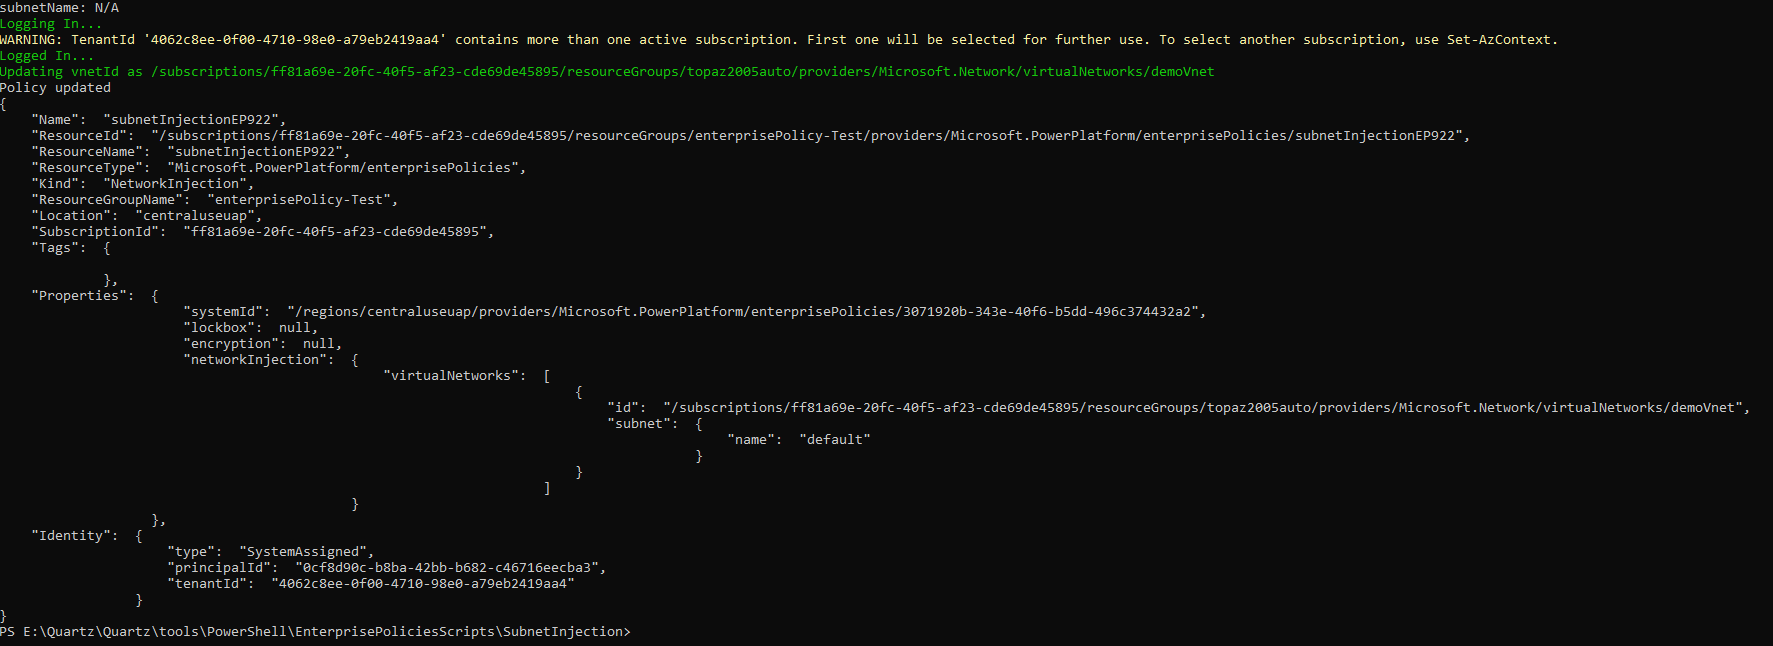 subnetName: N/A
Logging In...
WARNING: TenantId '4062c8ee-0f00-4710-98e0-a79eb2419aa4' contains more than one active subscription. First one will be selected for further use. To select another subscription, use Set-AzContext.
Logged In...
Updating vnetId as /subscriptions/ff81a69e-20fc-40f5-af23-cde69de45895/resourceGroups/topaz2005auto/providers/Microsoft.Network/virtualNetworks/demoVnet
Policy updated
{
    "Name":  "subnetInjectionEP922",
    "ResourceId":  "/subscriptions/ff81a69e-20fc-40f5-af23-cde69de45895/resourceGroups/enterprisePolicy-Test/providers/Microsoft.PowerPlatform/enterprisePolicies/subnetInjectionEP922",
    "ResourceName":  "subnetInjectionEP922",
    "ResourceType":  "Microsoft.PowerPlatform/enterprisePolicies",
    "Kind":  "NetworkInjection",
    "ResourceGroupName":  "enterprisePolicy-Test",
    "Location":  "centraluseuap",
    "SubscriptionId":  "ff81a69e-20fc-40f5-af23-cde69de45895",
    "Tags":  {
             },
    "Properties":  {
                       "systemId":  "/regions/centraluseuap/providers/Microsoft.PowerPlatform/enterprisePolicies/3071920b-343e-40f6-b5dd-496c374432a2",
                       "lockbox":  null,
                       "encryption":  null,
                       "networkInjection":  {
                                                "virtualNetworks":  [
                                                                        {
                                                                            "id":  "/subscriptions/ff81a69e-20fc-40f5-af23-cde69de45895/resourceGroups/topaz2005auto/providers/Microsoft.Network/virtualNetworks/demoVnet",
                                                                            "subnet":  {
                                                                                           "name":  "default"
                                                                                       }
                                                                        }
                                                                    ]
                                            }
                   },
    "Identity":  {
                     "type":  "SystemAssigned",
                     "principalId":  "0cf8d90c-b8ba-42bb-b682-c46716eecba3",
                     "tenantId":  "4062c8ee-0f00-4710-98e0-a79eb2419aa4"
                 }
}
PS E:\Quartz\Quartz\tools\PowerShell\EnterprisePoliciesScripts\SubnetInjection>